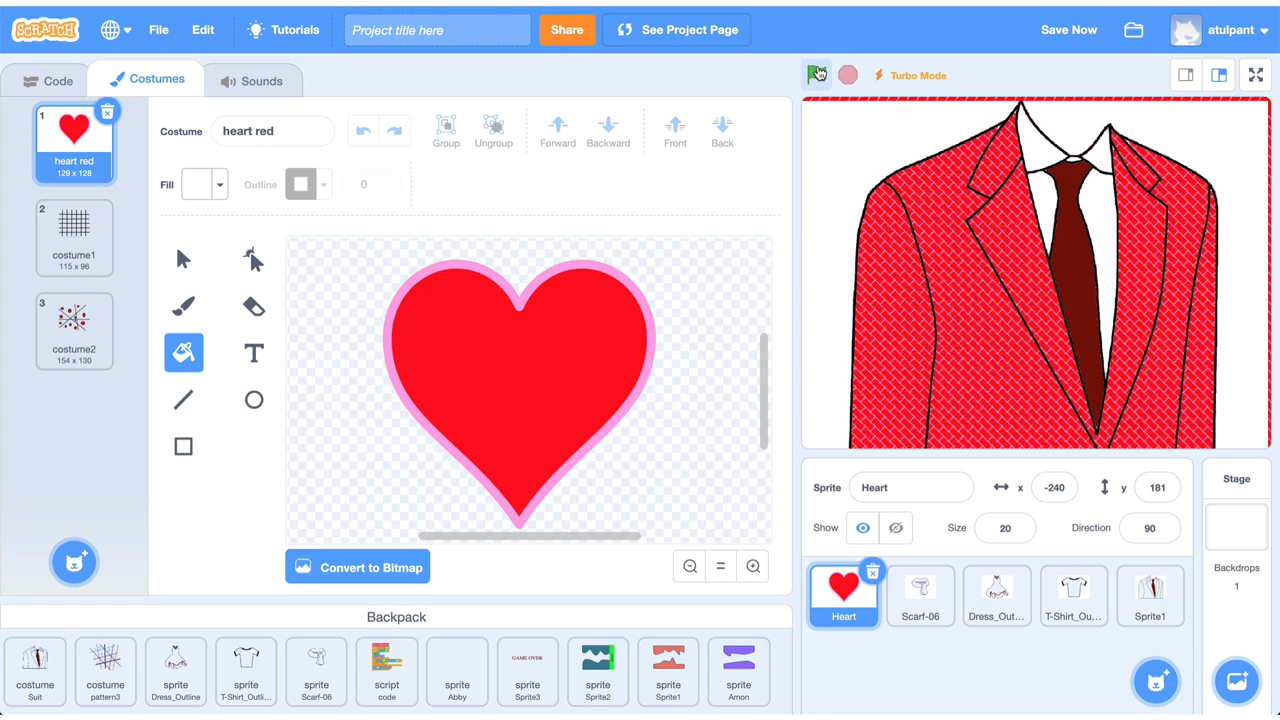 SCRATCH File Edit Tutorials Project title here Share See Project Page Save Now atulpant
Code Costumes Sounds Turbo Mode
1
heart red
129 x 128
2
costume1
115 x 96
3
costume2
154 x 130
Costume heart red Group Ungroup Forward Backward Front Back
Fill Outline 0
T
Convert to Bitmap
Sprite Heart x -240 y 181
Show Size 20 Direction 90
Heart Scarf-06 Dress_Out... T-Shirt_Ou... Sprite1
Stage
Backdrops
1
Backpack
costume
Suit
costume
pattern3
sprite
Dress_Outline
sprite
T-Shirt_Outli...
sprite
Scarf-06
script
code
sprite
Abby
GAME OVER
sprite
Sprite3
sprite
Sprite2
sprite
Sprite1
sprite
Amon